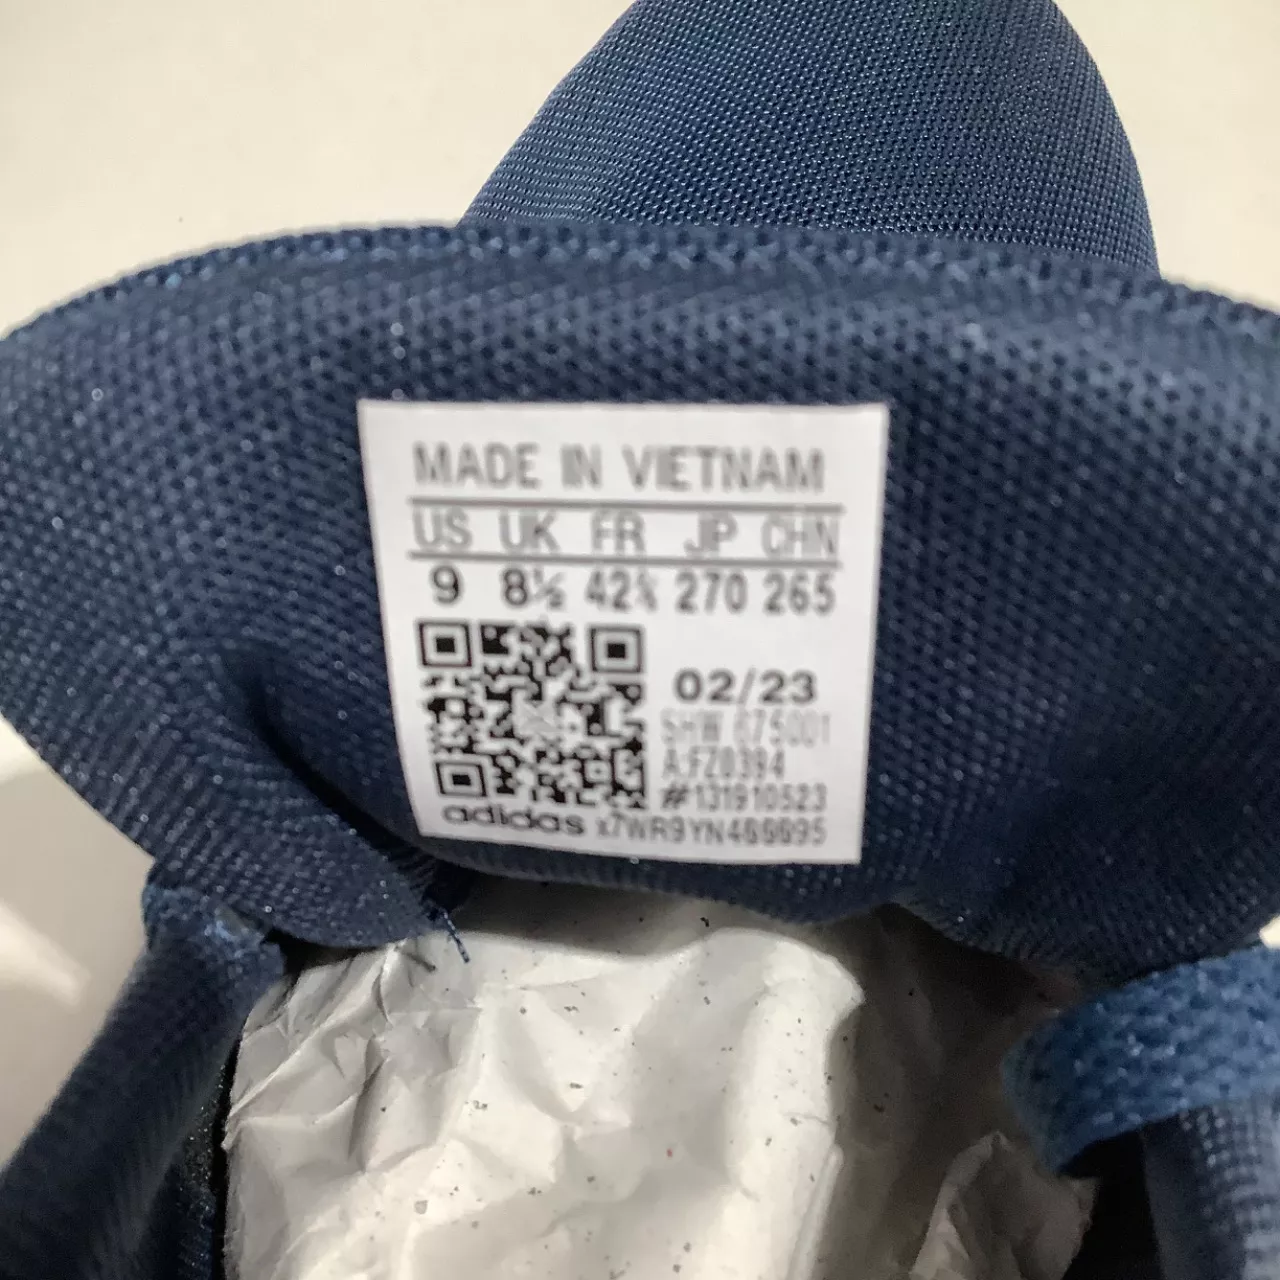 MADE IN VIETNAM
US UK FR JP CHN
9 8½ 42⅔ 270 265
02/23
SHW 675001
A:FZ0394
#131910523
adidas x7WR9YN4